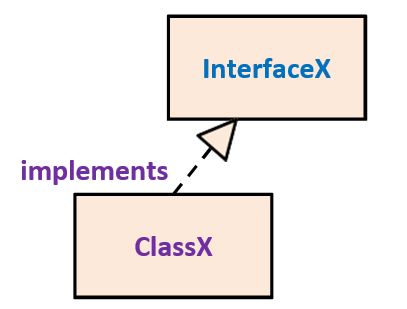 InterfaceX
implements
ClassX